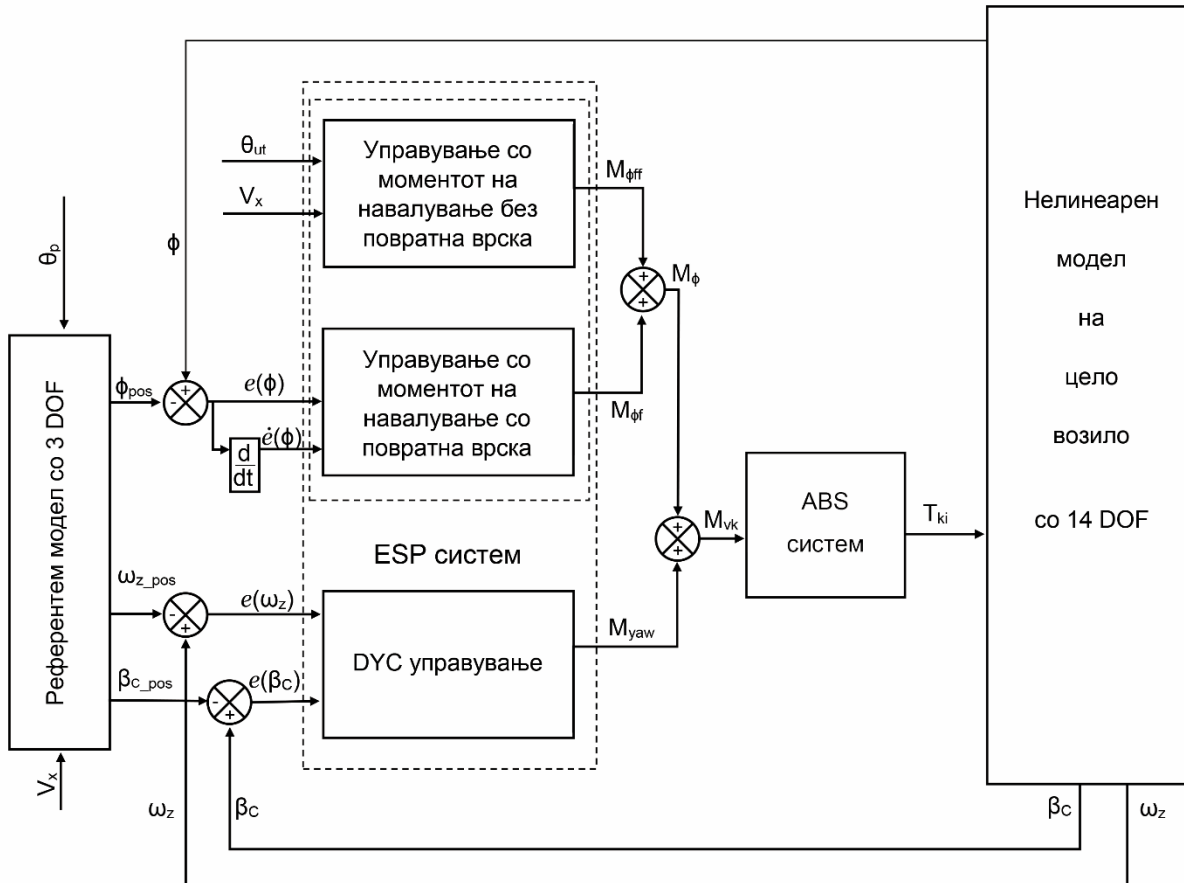 θp
Референтем модел со 3 DOF
Vx
ϕ
θut
Vx
Управување со
моментот на
навалување без
повратна врска
Mϕff
ϕpos
+
-
e(ϕ)
ė(ϕ)
d
dt
Управување со
моментот на
навалување со
повратна врска
Mϕf
+
+
Mϕ
ESP систем
ωz_pos
-
+
e(ωz)
βC_pos
-
+
e(βC)
DYC управување
Myaw
+
+
Mvk
ABS
систем
Tki
Нелинеарен
модел
на
цело
возило
со 14 DOF
ωz
βC
βC
ωz